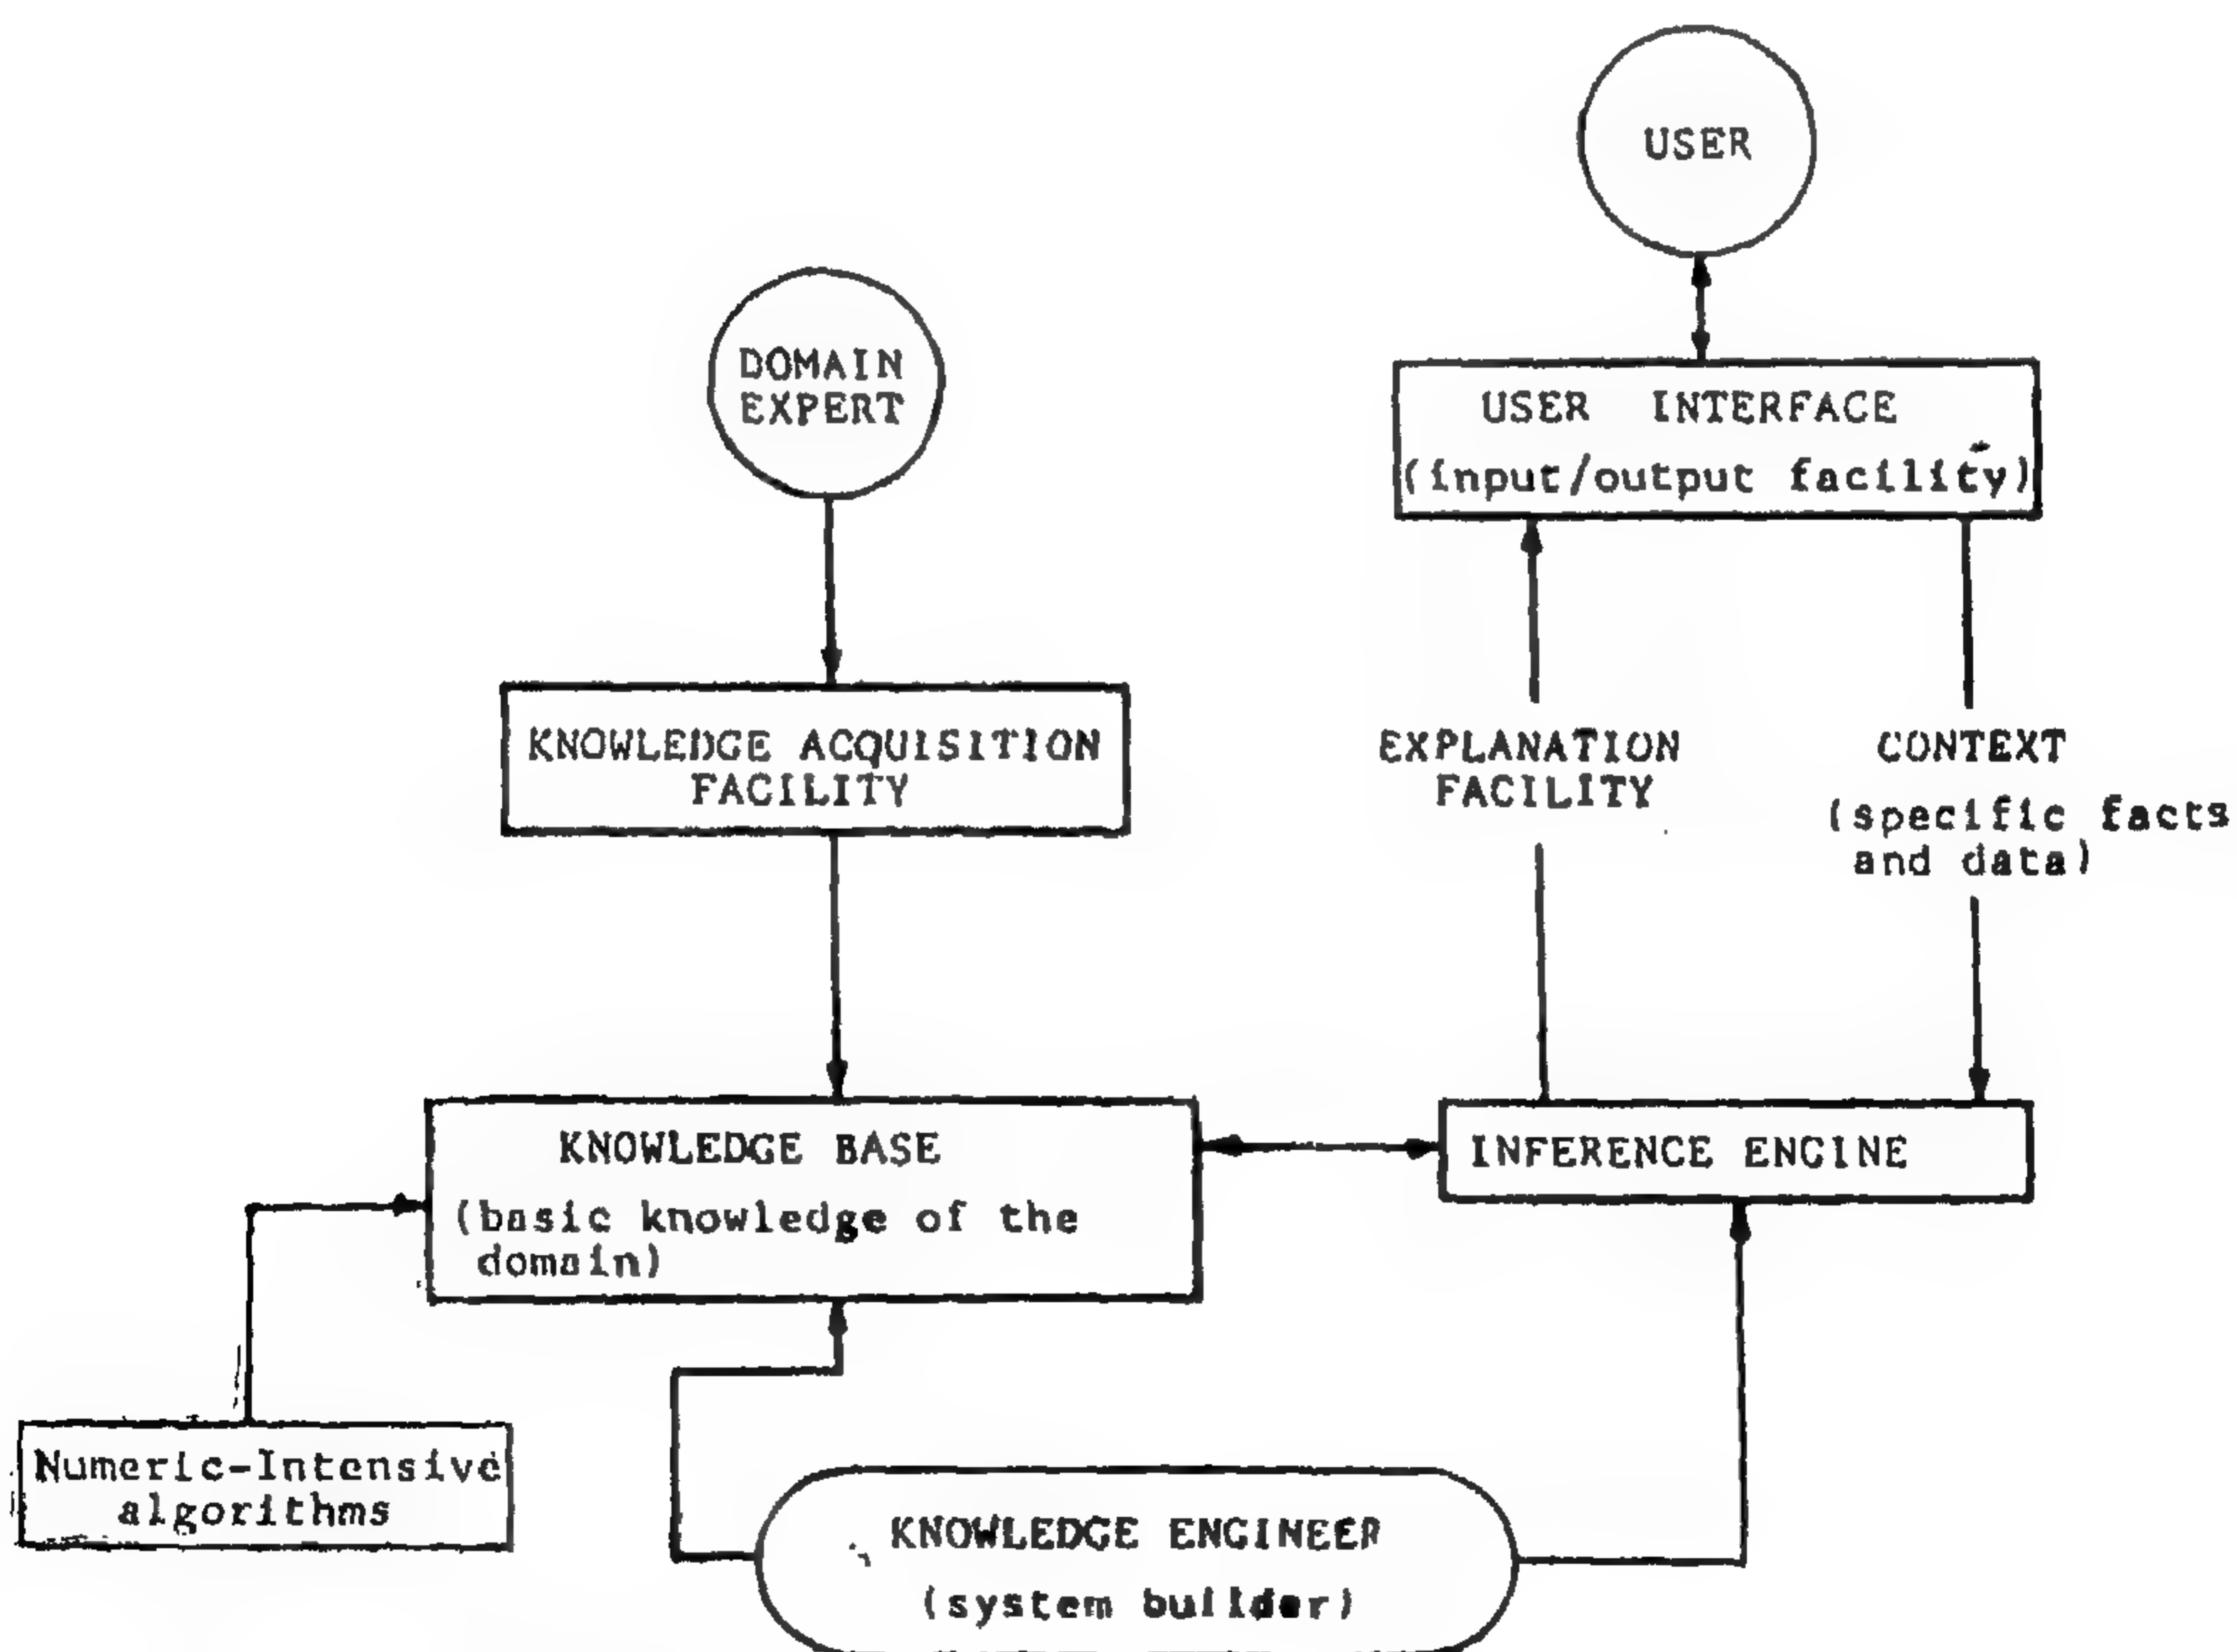 USER
DOMAIN
EXPERT
USER INTERFACE
(input/output facility)
KNOWLEDGE ACQUISITION
FACILITY
EXPLANATION
FACILITY
CONTEXT
(specific facts
and data)
KNOWLEDGE BASE
(basic knowledge of the
domain)
INFERENCE ENGINE
Numeric-Intensive
algorithms
KNOWLEDGE ENGINEER
(system builder)